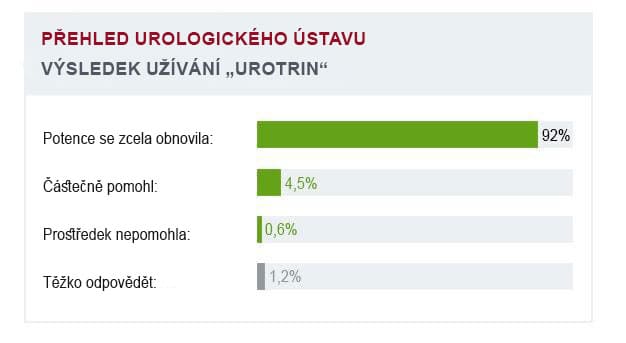 PŘEHLED UROLOGICKÉHO ÚSTAVU
VÝSLEDEK UŽÍVÁNÍ „UROTRIN“
Potence se zcela obnovila: 92%
Částečně pomohl: 4,5%
Prostředek nepomohla: 0,6%
Těžko odpovědět: 1,2%